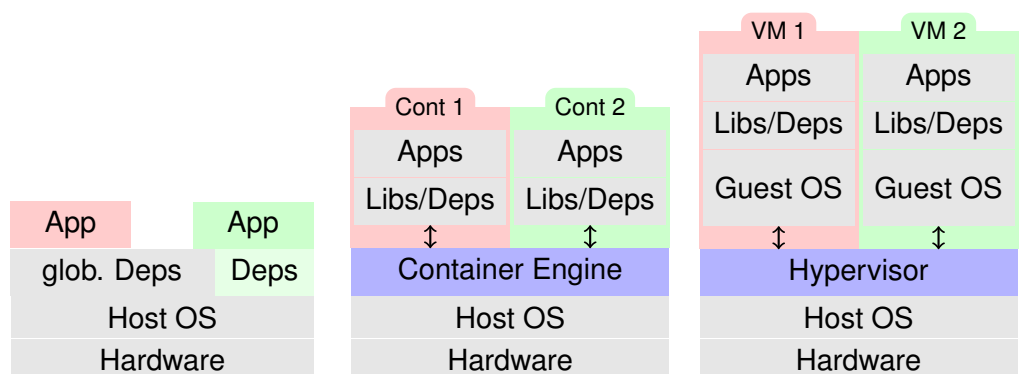 App
App
glob. Deps
Deps
Host OS
Hardware
Cont 1
Cont 2
Apps
Apps
Libs/Deps
Libs/Deps
Container Engine
Host OS
Hardware
VM 1
VM 2
Apps
Apps
Libs/Deps
Libs/Deps
Guest OS
Guest OS
Hypervisor
Host OS
Hardware